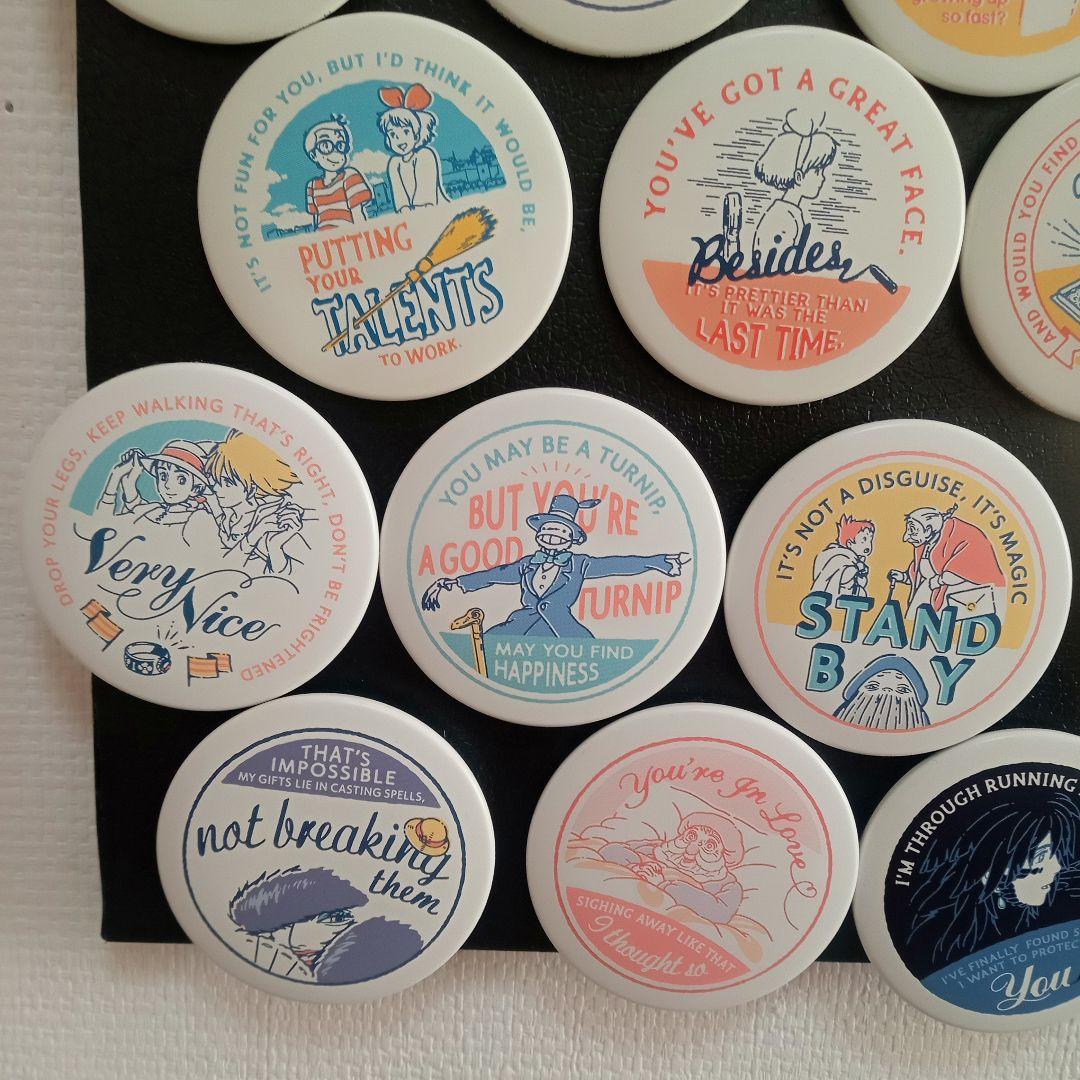 growing up
so fast?
IT'S NOT FUN FOR YOU, BUT I'D THINK IT WOULD BE,
PUTTING
YOUR
TALENTS
TO WORK.
YOU'VE GOT A GREAT FACE.
Besides,
IT'S PRETTIER THAN
IT WAS THE
LAST TIME.
AND WOULD YOU FIND
DROP YOUR LEGS, KEEP WALKING THAT'S RIGHT, DON'T BE FRIGHTENED
Very
Nice
YOU MAY BE A TURNIP,
BUT YOU'RE
A GOOD
TURNIP
MAY YOU FIND
HAPPINESS
IT'S NOT A DISGUISE, IT'S MAGIC
STAND
BY
THAT'S
IMPOSSIBLE
MY GIFTS LIE IN CASTING SPELLS,
not breaking
them
You're In Love
SIGHING AWAY LIKE THAT
I thought so
I'M THROUGH RUNNING
I'VE FINALLY FOUND
I WANT TO PROTEC
You